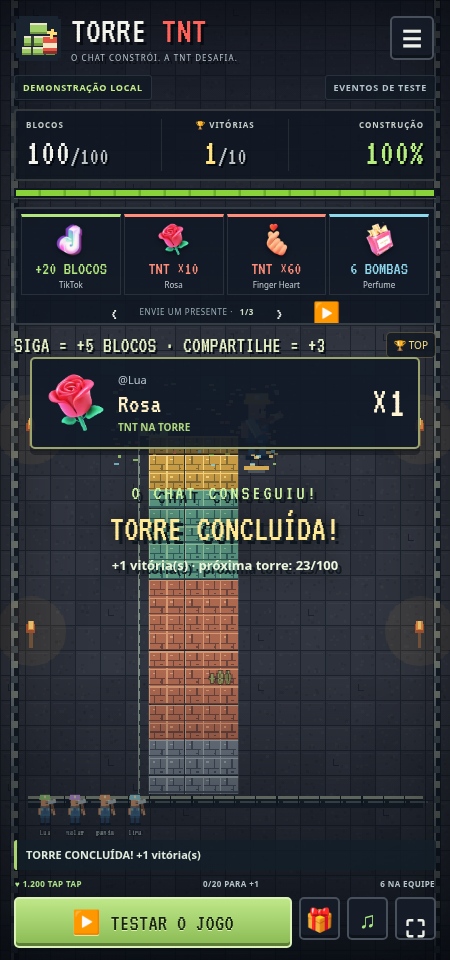 TORRE TNT
O CHAT CONSTRÓI. A TNT DESAFIA.
DEMONSTRAÇÃO LOCAL
EVENTOS DE TESTE
BLOCOS
🏆 VITÓRIAS
CONSTRUÇÃO
100/100
1/10
100%
+20 BLOCOS
TNT X10
TNT X60
6 BOMBAS
TikTok
Rosa
Finger Heart
Perfume
‹ ENVIE UM PRESENTE · 1/3 ›
SIGA = +5 BLOCOS · COMPARTILHE = +3
🏆 TOP
@Lua
Rosa
X1
TNT NA TORRE
O CHAT CONSEGUIU!
TORRE CONCLUÍDA!
+1 vitória(s) · próxima torre: 23/100
TORRE CONCLUÍDA! +1 vitória(s)
♥ 1.200 TAP TAP
0/20 PARA +1
6 NA EQUIPE
TESTAR O JOGO